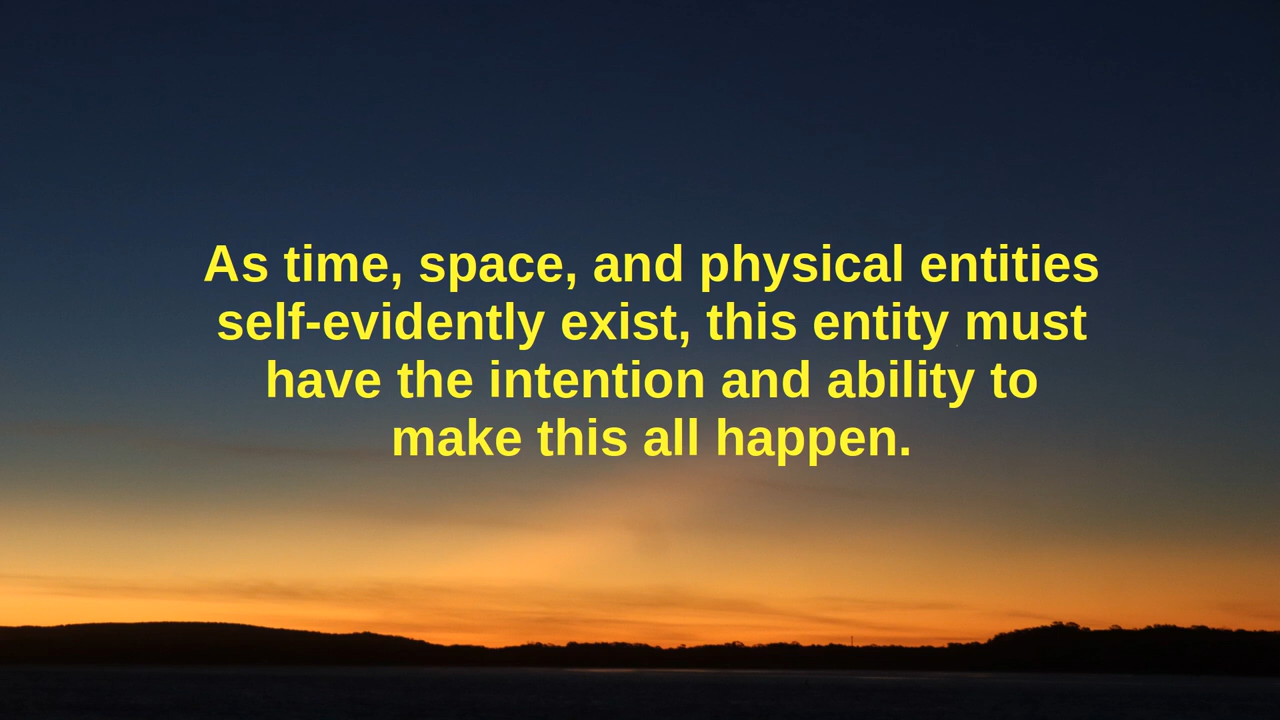 As time, space, and physical entities
self-evidently exist, this entity must
have the intention and ability to
make this all happen.